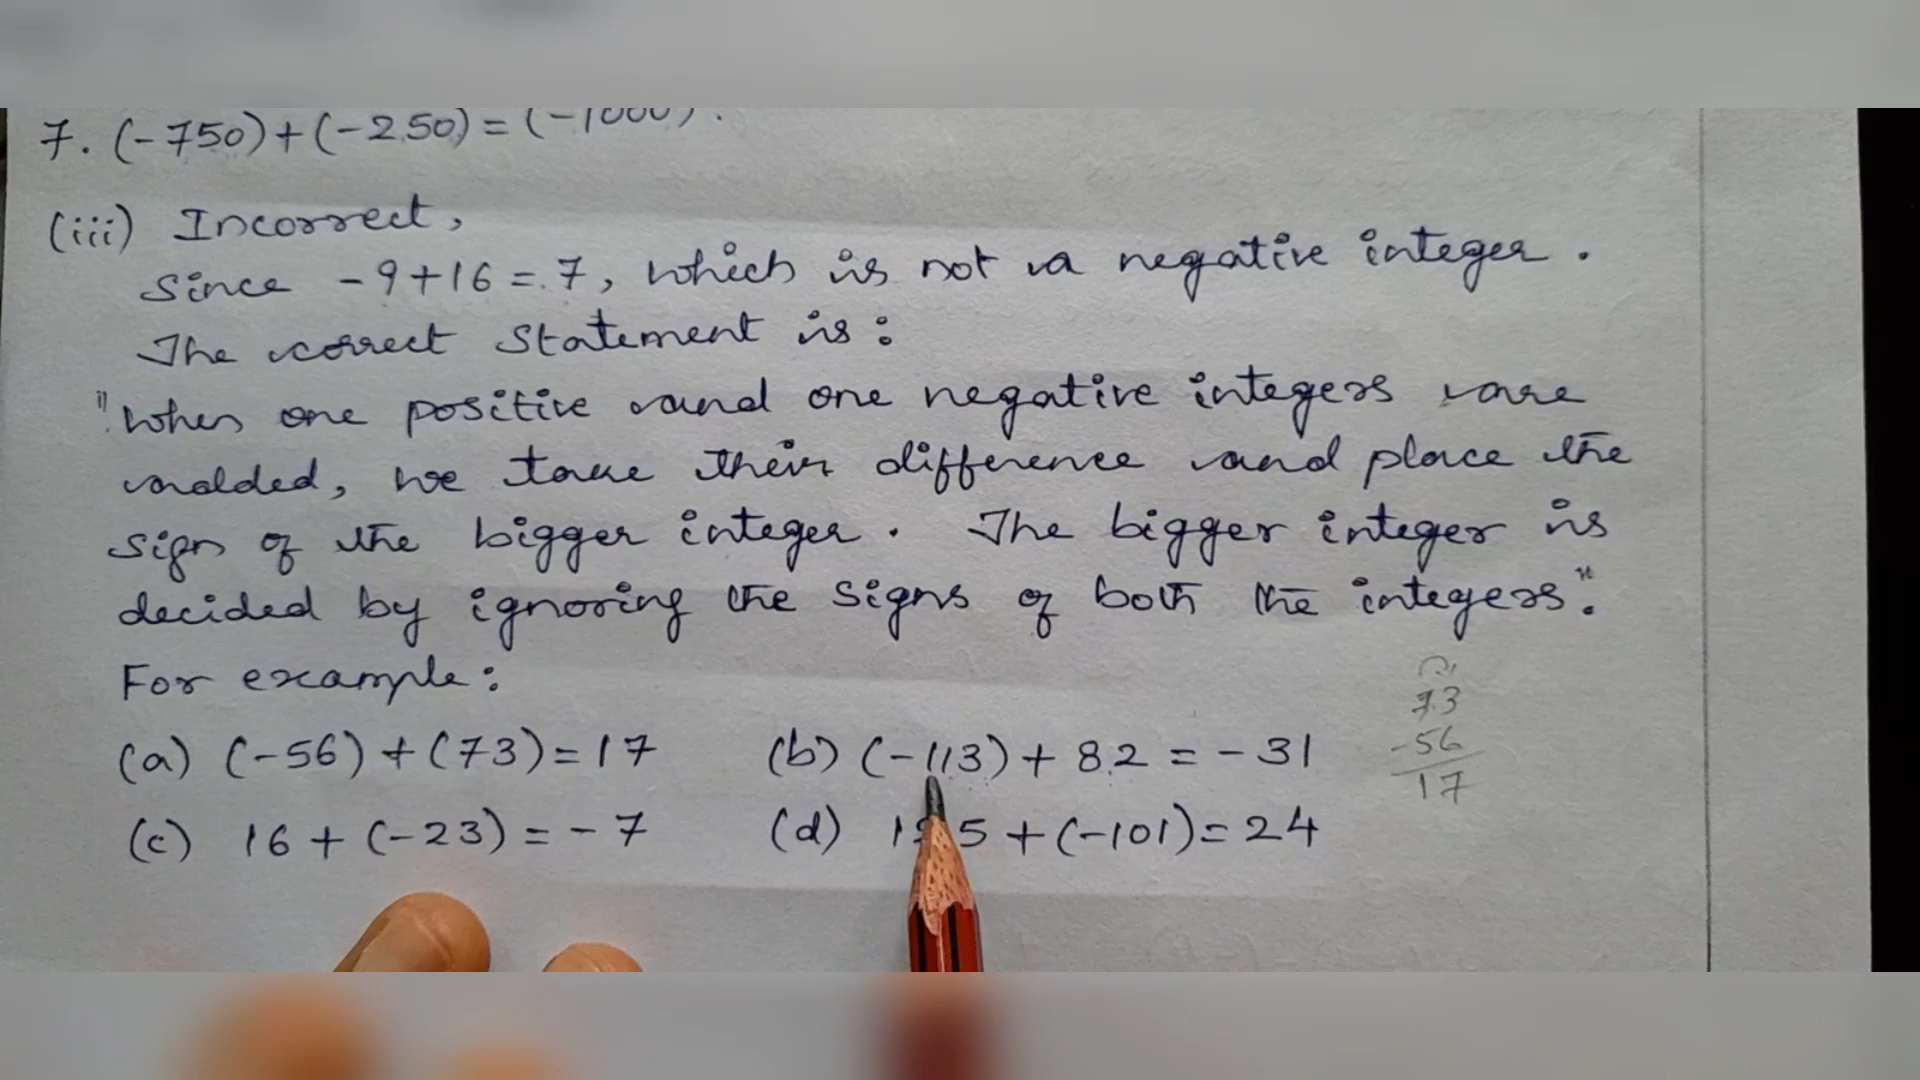 7. (-750)+(-250)=(-1000).
(iii) Incorrect,
Since -9+16=7, which is not a negative integer.
The correct statement is:
"When one positive and one negative integers are
added, we take their difference and place the
sign of the bigger integer. The bigger integer is
decided by ignoring the signs of both the integers."
For example:
(a) (-56)+(73)=17 (b) (-113)+82=-31
(c) 16+(-23)=-7 (d) +(-101)=24
73
-56
17